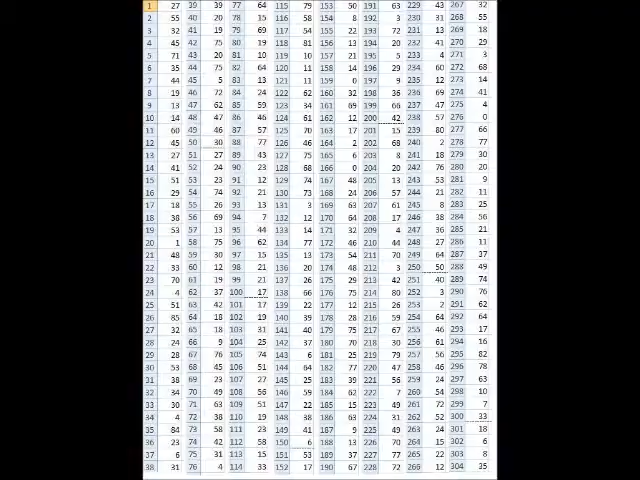 1 27 39 39 77 64 115 79 153 50 191 63 229 43 267 32
2 55 40 20 78 15 116 58 154 8 192 3 230 31 268 55
3 32 41 19 79 69 117 54 155 22 193 72 231 13 269 18
4 45 42 75 80 19 118 81 156 13 194 20 232 41 270 29
5 71 43 20 81 10 119 10 157 21 195 5 233 4 271 3
6 35 44 75 82 64 120 11 158 14 196 29 234 60 272 68
7 44 45 5 83 13 121 11 159 0 197 9 235 12 273 14
8 19 46 72 84 24 122 62 160 32 198 36 236 69 274 41
9 13 47 62 85 59 123 34 161 69 199 66 237 47 275 4
10 14 48 47 86 46 124 61 162 12 200 42 238 57 276 0
11 60 49 46 87 57 125 70 163 17 201 15 239 80 277 66
12 45 50 30 88 77 126 46 164 2 202 68 240 2 278 77
13 27 51 27 89 43 127 75 165 6 203 8 241 18 279 30
14 41 52 24 90 23 128 68 166 0 204 20 242 76 280 20
15 51 53 23 91 12 129 74 167 48 205 13 243 53 281 9
16 29 54 74 92 21 130 73 168 24 206 57 244 24 282 11
17 18 55 26 93 13 131 3 169 63 207 61 245 8 283 25
18 38 56 69 94 7 132 12 170 64 208 17 246 38 284 56
19 53 57 13 95 44 133 14 171 32 209 4 247 36 285 21
20 1 58 75 96 62 134 77 172 46 210 44 248 27 286 11
21 48 59 30 97 15 135 13 173 54 211 70 249 64 287 37
22 33 60 12 98 21 136 20 174 48 212 3 250 50 288 49
23 70 61 19 99 21 137 26 175 29 213 42 251 40 289 74
24 4 62 37 100 17 138 66 176 75 214 80 252 3 290 76
25 51 63 42 101 17 139 22 177 12 215 26 253 2 291 62
26 85 64 18 102 19 140 39 178 28 216 59 254 64 292 64
27 32 65 18 103 31 141 40 179 75 217 67 255 46 293 17
28 24 66 9 104 25 142 37 180 70 218 30 256 61 294 16
29 28 67 76 105 74 143 6 181 38 219 79 257 56 295 82
30 53 68 45 106 51 144 64 182 77 220 47 258 46 296 78
31 38 69 23 107 27 145 25 183 39 221 56 259 24 297 63
32 34 70 49 108 56 146 59 184 62 222 7 260 54 298 10
33 30 71 63 109 51 147 22 185 15 223 49 261 72 299 7
34 4 72 38 110 19 148 38 186 63 224 31 262 52 300 33
35 84 73 58 111 23 149 41 187 9 225 49 263 24 301 18
36 23 74 42 112 58 150 6 188 13 226 70 264 15 302 6
37 6 75 31 113 15 151 53 189 23 227 38 265 22 303 8
38 31 76 4 114 33 152 17 190 67 228 72 266 12 304 35